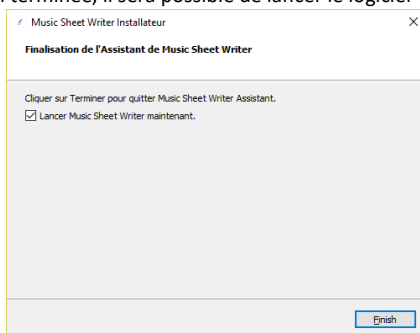 terminée, il sera possible de lancer le logiciel
Music Sheet Writer Installateur
Finalisation de l'Assistant de Music Sheet Writer
Cliquer sur Terminer pour quitter Music Sheet Writer Assistant.
Lancer Music Sheet Writer maintenant.
Finish